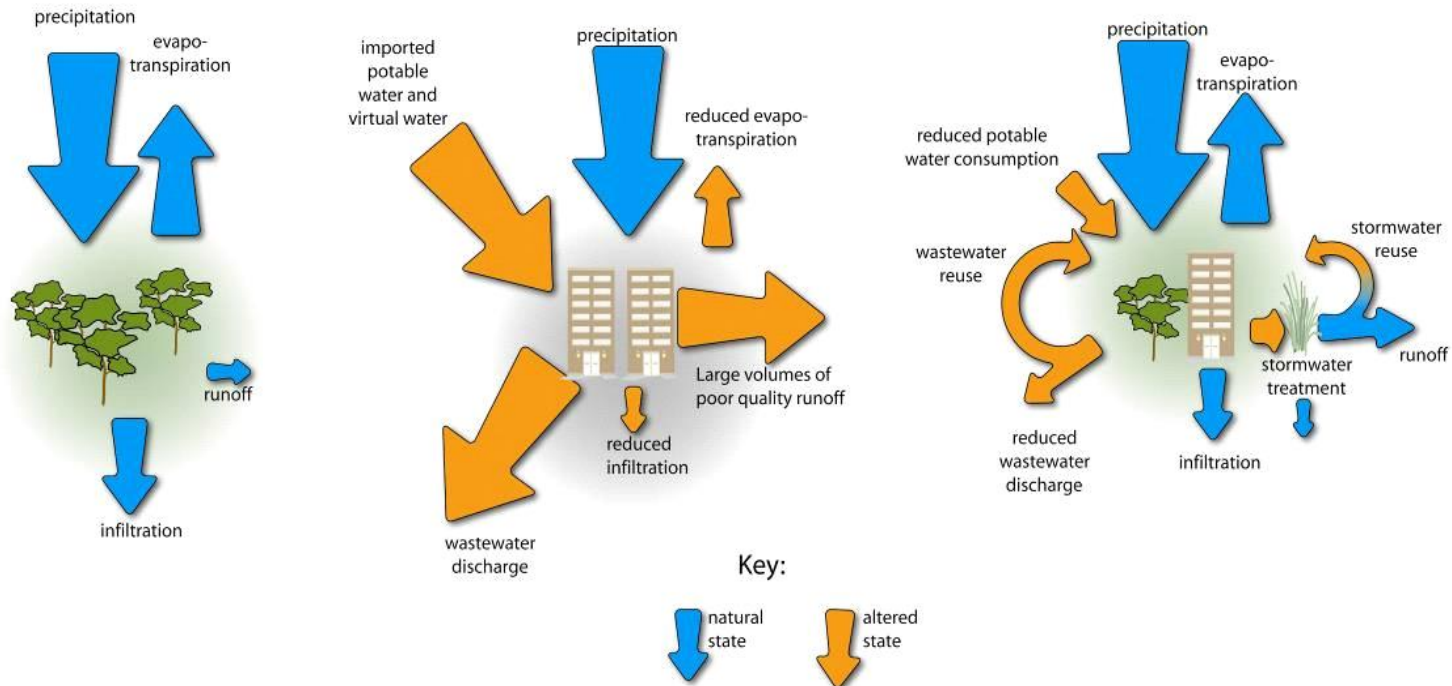 precipitation
evapo-
transpiration
runoff
infiltration
imported
potable
water and
virtual water
precipitation
reduced evapo-
transpiration
Large volumes of
poor quality runoff
reduced
infiltration
wastewater
discharge
precipitation
evapo-
transpiration
reduced potable
water consumption
wastewater
reuse
stormwater
reuse
runoff
stormwater
treatment
reduced
wastewater
discharge
infiltration
Key:
natural
state
altered
state